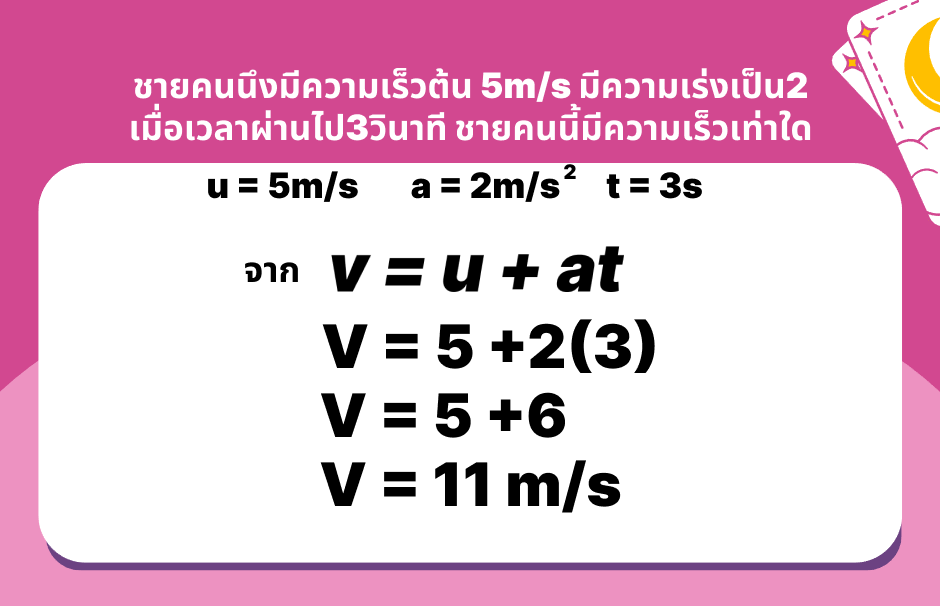 ชายคนนึงมีความเร็วต้น 5m/s มีความเร่งเป็น2
เมื่อเวลาผ่านไป3วินาที ชายคนนี้มีความเร็วเท่าใด
u = 5m/s a = 2m/s² t = 3s
จาก v = u + at
V = 5 +2(3)
V = 5 +6
V = 11 m/s